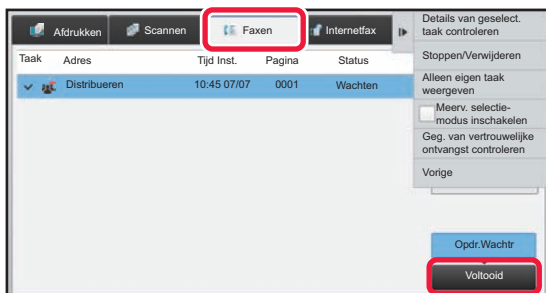 Afdrukken
Scannen
Faxen
Internetfax
Taak Adres Tijd Inst. Pagina Status
Distribueren 10:45 07/07 0001 Wachten
Details van geselect.
taak controleren
Stoppen/Verwijderen
Alleen eigen taak
weergeven
Meerv. selectie-
modus inschakelen
Geg. van vertrouwelijke
ontvangst controleren
Vorige
Opdr.Wachtr
Voltooid